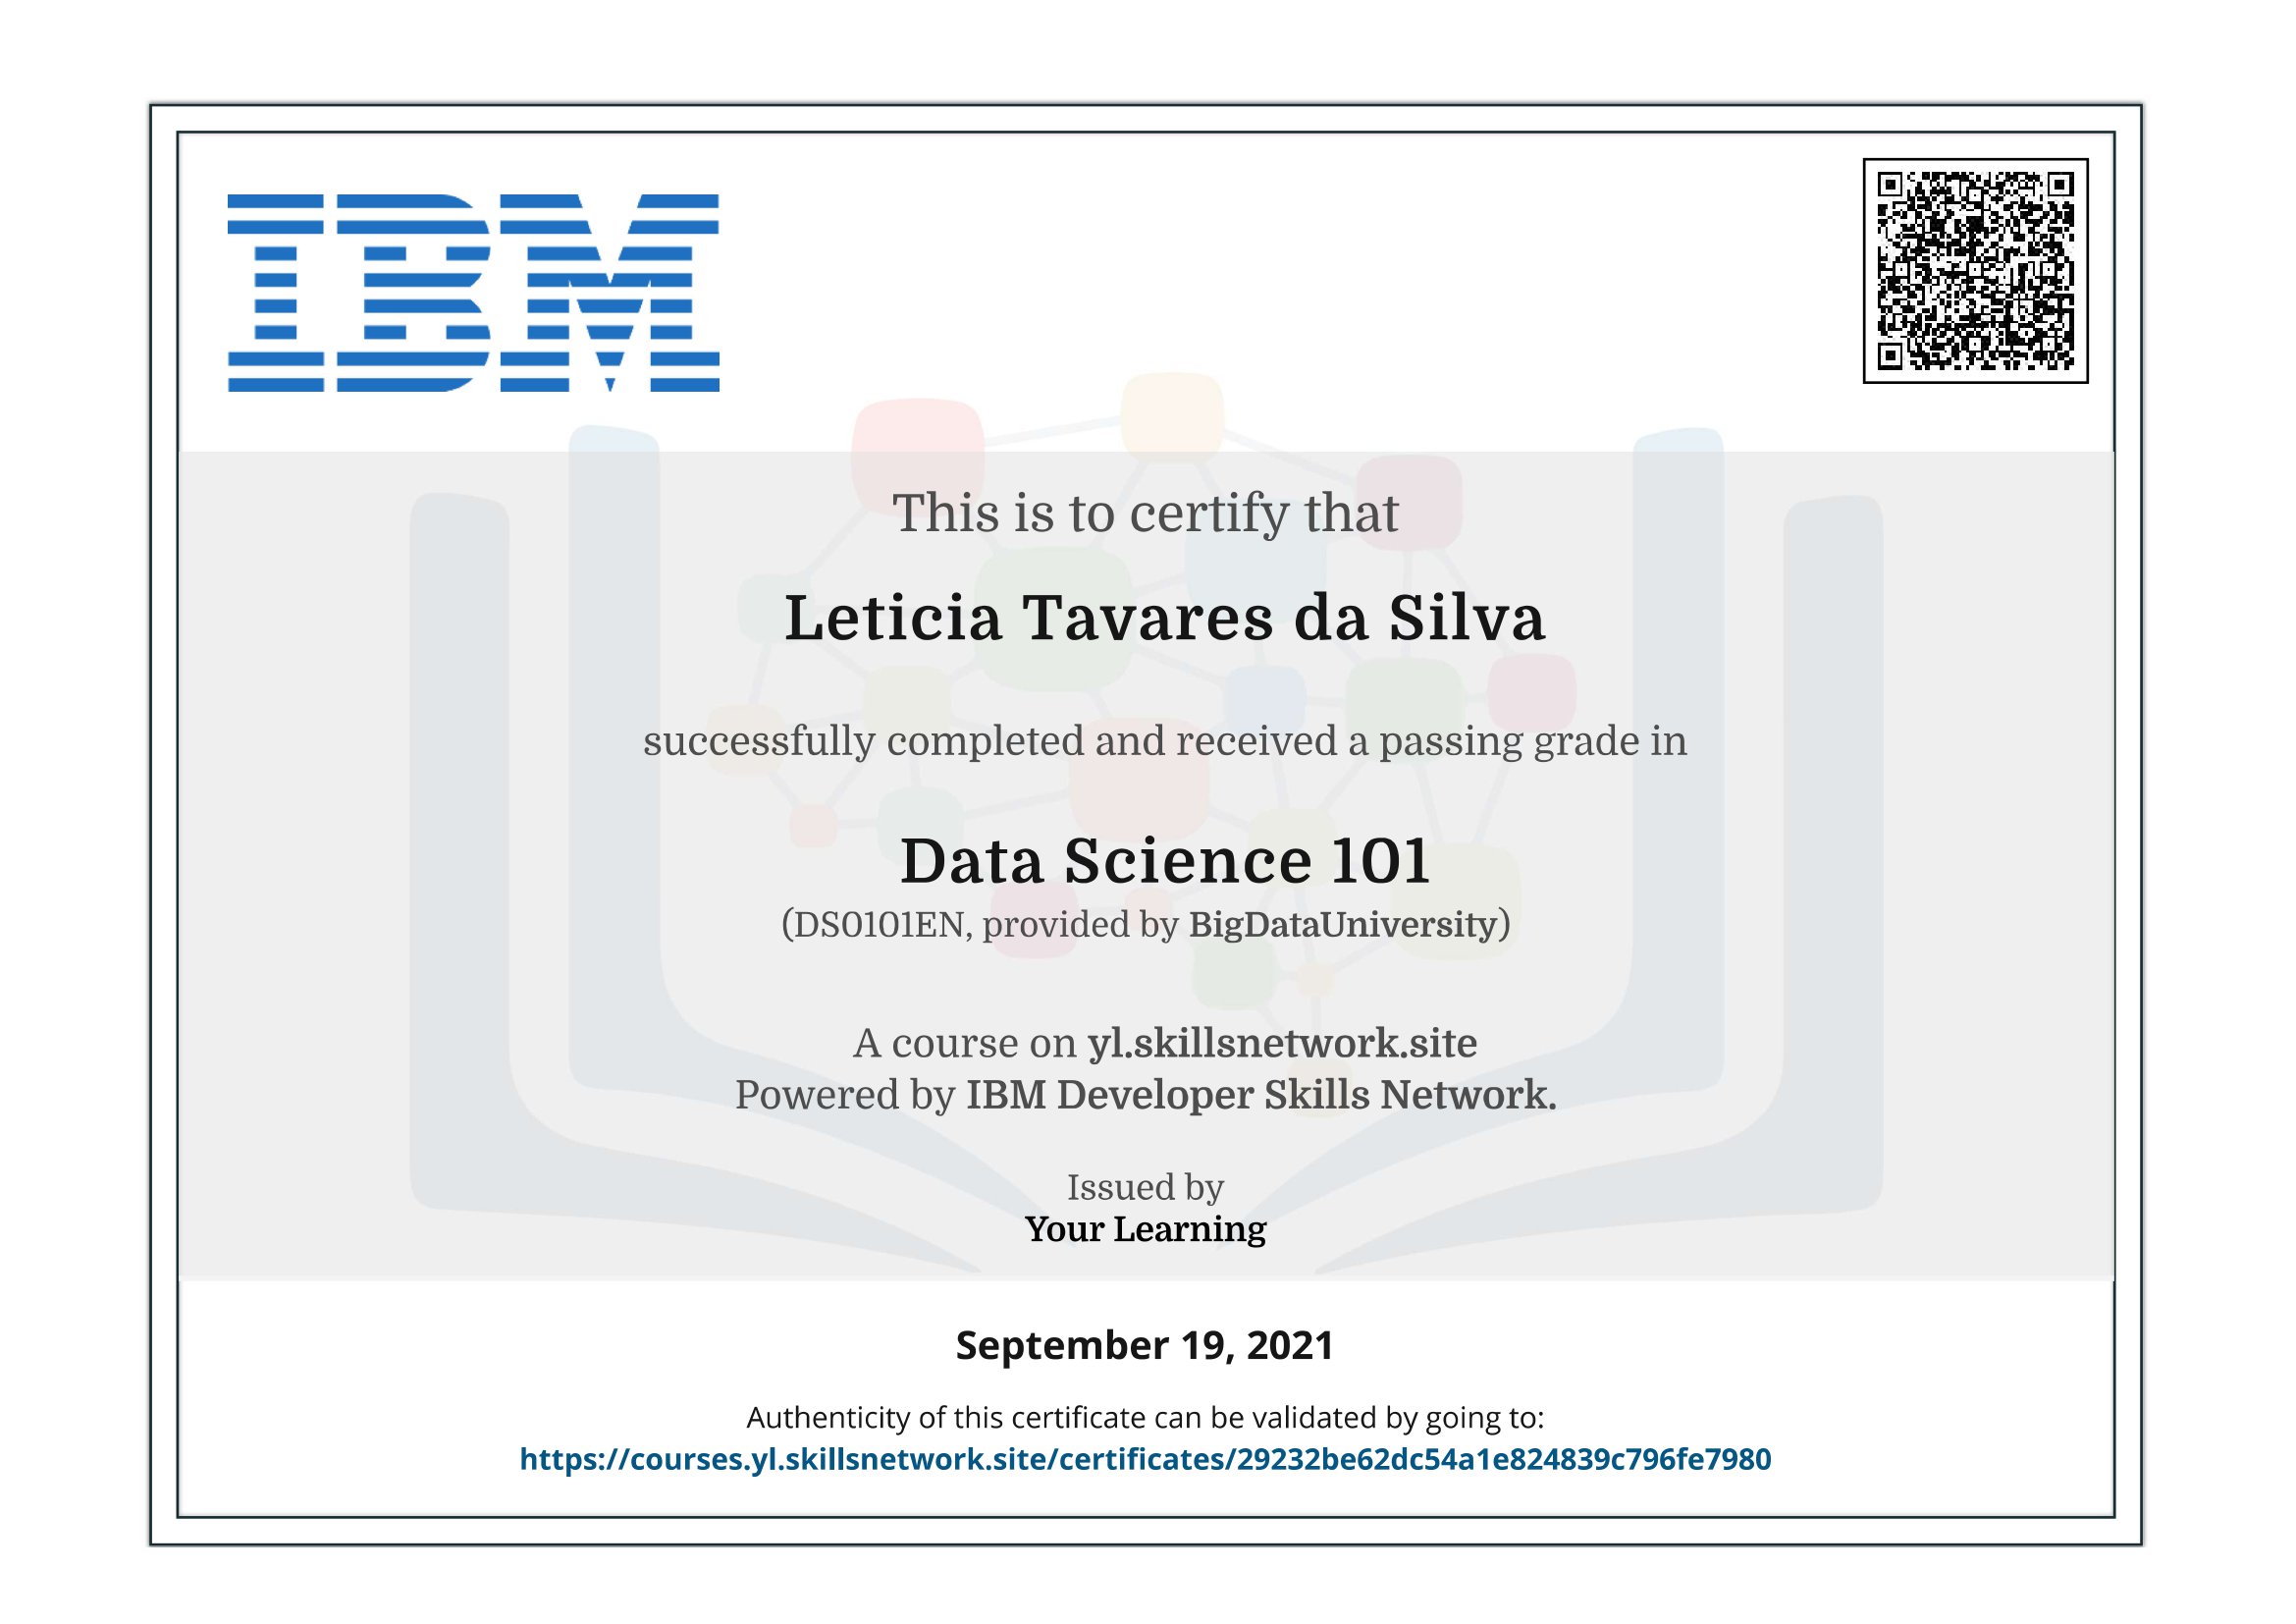 IBM
This is to certify that
Leticia Tavares da Silva
successfully completed and received a passing grade in
Data Science 101
(DS0101EN, provided by BigDataUniversity)
A course on yl.skillsnetwork.site
Powered by IBM Developer Skills Network.
Issued by
Your Learning
September 19, 2021
Authenticity of this certificate can be validated by going to:
https://courses.yl.skillsnetwork.site/certificates/29232be62dc54a1e824839c796fe7980